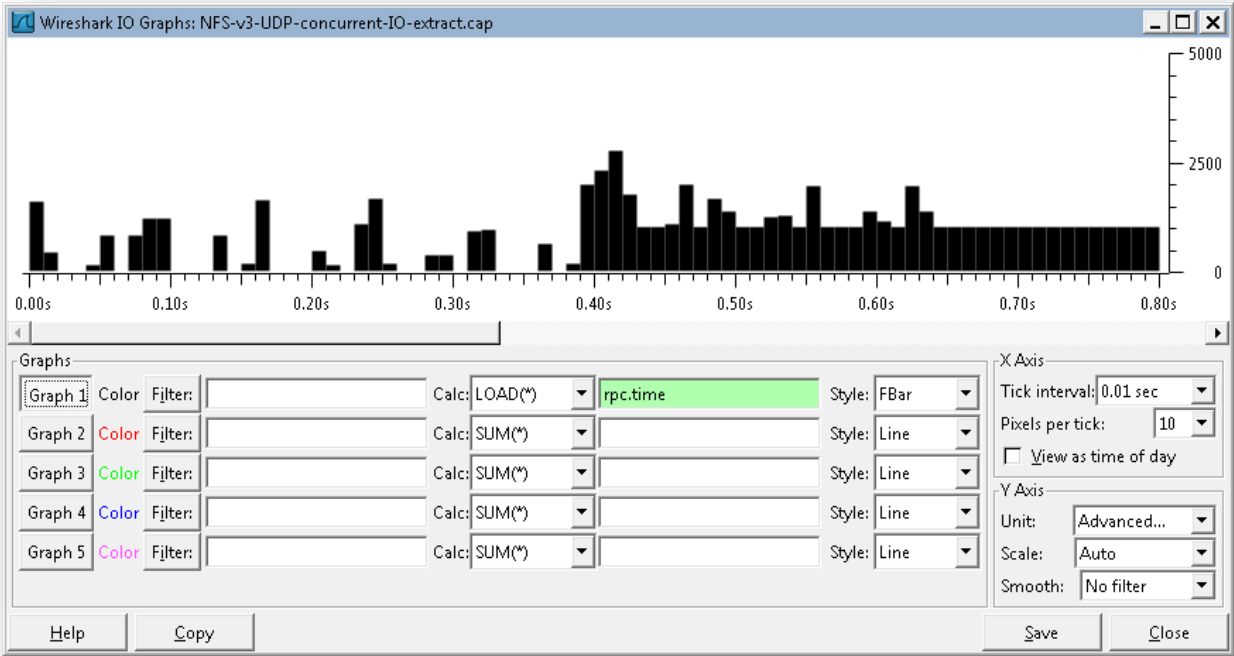 Wireshark IO Graphs: NFS-v3-UDP-concurrent-IO-extract.cap
5000
2500
0
0.00s 0.10s 0.20s 0.30s 0.40s 0.50s 0.60s 0.70s 0.80s
Graphs
Graph 1 Color Filter: Calc: LOAD(*) rpc.time Style: FBar
Graph 2 Color Filter: Calc: SUM(*) Style: Line
Graph 3 Color Filter: Calc: SUM(*) Style: Line
Graph 4 Color Filter: Calc: SUM(*) Style: Line
Graph 5 Color Filter: Calc: SUM(*) Style: Line
X Axis
Tick interval: 0.01 sec
Pixels per tick: 10
View as time of day
Y Axis
Unit: Advanced...
Scale: Auto
Smooth: No filter
Help Copy Save Close